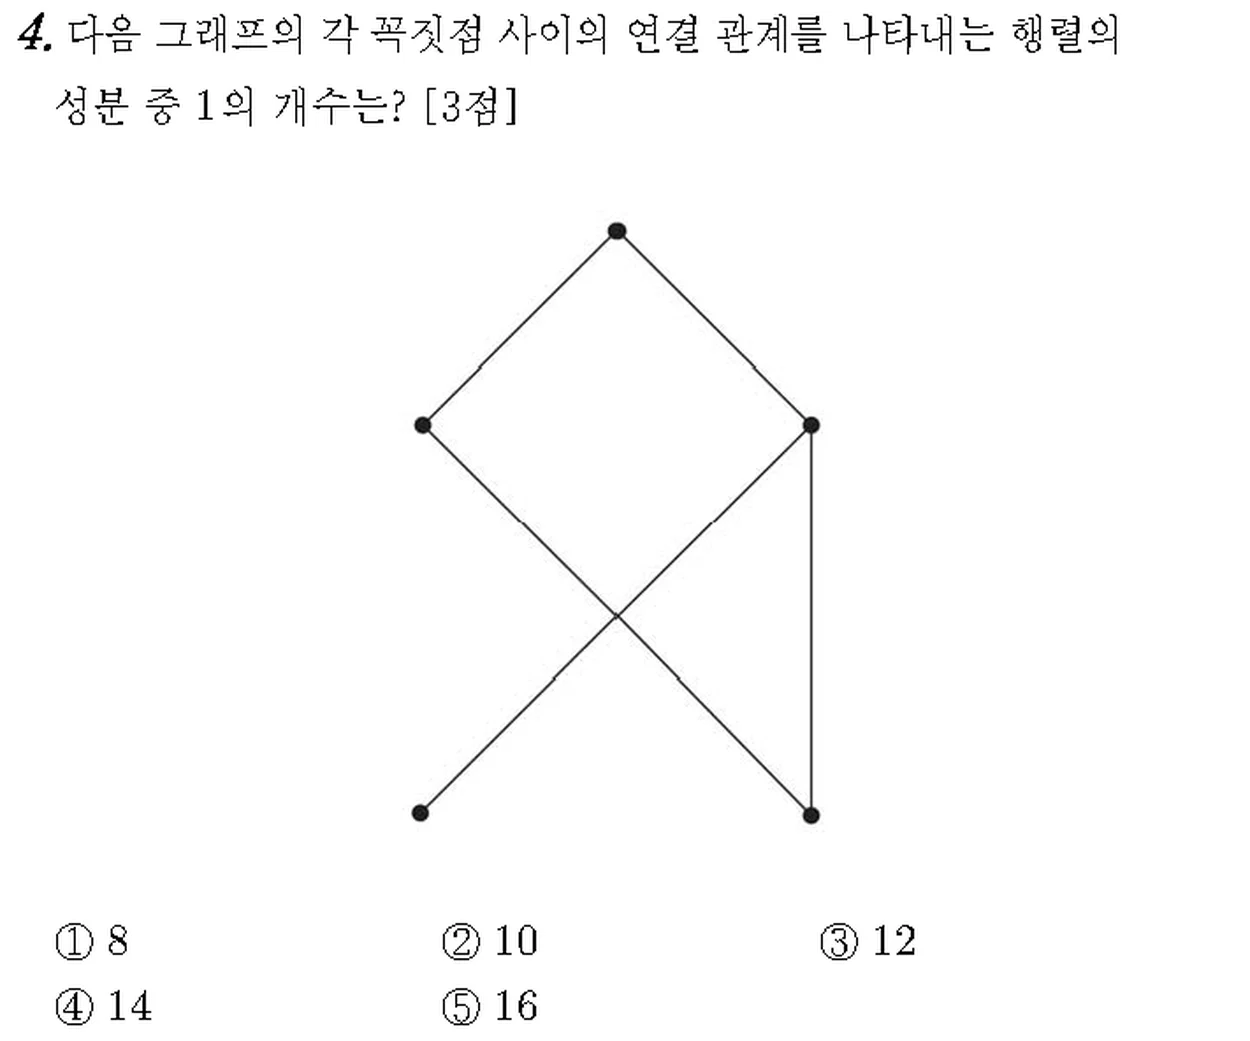 4. 다음 그래프의 각 꼭짓점 사이의 연결 관계를 나타내는 행렬의
성분 중 1의 개수는? [3점]
① 8 ② 10 ③ 12
④ 14 ⑤ 16